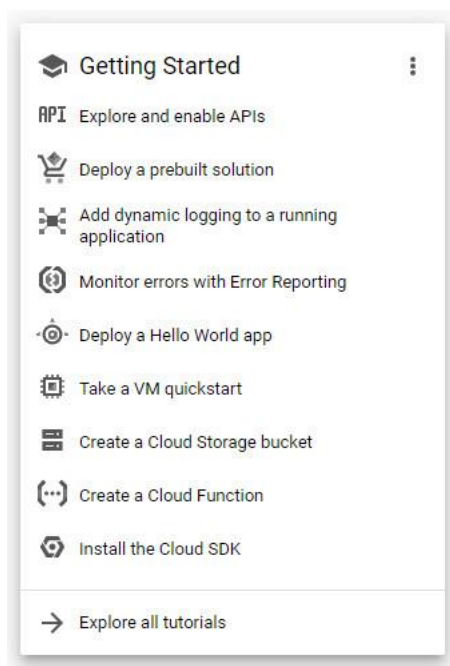 Getting Started
API Explore and enable APIs
Deploy a prebuilt solution
Add dynamic logging to a running
application
Monitor errors with Error Reporting
Deploy a Hello World app
Take a VM quickstart
Create a Cloud Storage bucket
Create a Cloud Function
Install the Cloud SDK
Explore all tutorials